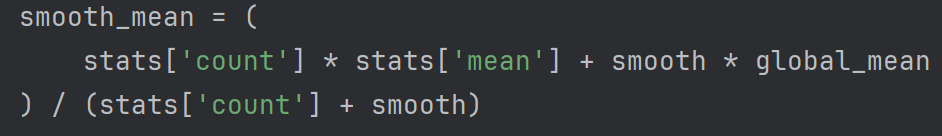 smooth_mean = (
    stats['count'] * stats['mean'] + smooth * global_mean
) / (stats['count'] + smooth)